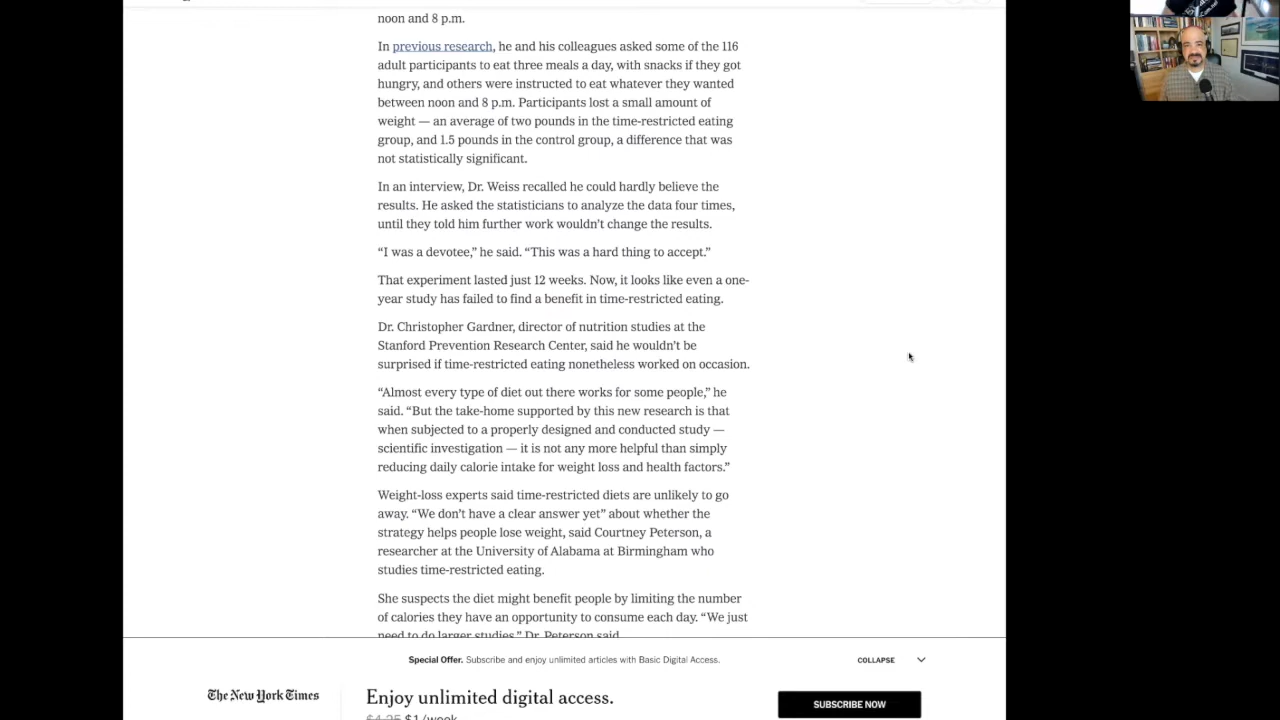 noon and 8 p.m.
In previous research, he and his colleagues asked some of the 116
adult participants to eat three meals a day, with snacks if they got
hungry, and others were instructed to eat whatever they wanted
between noon and 8 p.m. Participants lost a small amount of
weight — an average of two pounds in the time-restricted eating
group, and 1.5 pounds in the control group, a difference that was
not statistically significant.
In an interview, Dr. Weiss recalled he could hardly believe the
results. He asked the statisticians to analyze the data four times,
until they told him further work wouldn’t change the results.
“I was a devotee,” he said. “This was a hard thing to accept.”
That experiment lasted just 12 weeks. Now, it looks like even a one-
year study has failed to find a benefit in time-restricted eating.
Dr. Christopher Gardner, director of nutrition studies at the
Stanford Prevention Research Center, said he wouldn’t be
surprised if time-restricted eating nonetheless worked on occasion.
“Almost every type of diet out there works for some people,” he
said. “But the take-home supported by this new research is that
when subjected to a properly designed and conducted study —
scientific investigation — it is not any more helpful than simply
reducing daily calorie intake for weight loss and health factors.”
Weight-loss experts said time-restricted diets are unlikely to go
away. “We don’t have a clear answer yet” about whether the
strategy helps people lose weight, said Courtney Peterson, a
researcher at the University of Alabama at Birmingham who
studies time-restricted eating.
She suspects the diet might benefit people by limiting the number
of calories they have an opportunity to consume each day. “We just
need to do larger studies,” Dr. Peterson said.
Special Offer. Subscribe and enjoy unlimited articles with Basic Digital Access.
COLLAPSE
The New York Times
Enjoy unlimited digital access.
SUBSCRIBE NOW
$4.25 $1/week